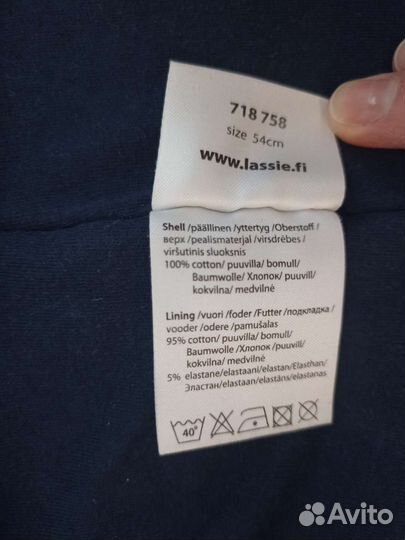 718 758
size 54cm
www.lassie.fi
Shell /päällinen /yttertyg /Oberstoff /
верх /pealismaterjal /virsdrēbes /
viršutinis sluoksnis
100% cotton/ puuvilla/ bomull/
Baumwolle/ Хлопок/ puuvill/
kokvilna/ medvilnė
Lining /vuori /foder /Futter /подкладка /
vooder /odere /pamušalas
95% cotton/ puuvilla/ bomull/
Baumwolle /Хлопок /puuvill/
kokvilna/ medvilnė
5% elastane/elastaani/elastan/Elasthan/
Эластан/elastaan/elastāns/elastanas
40°
Avito